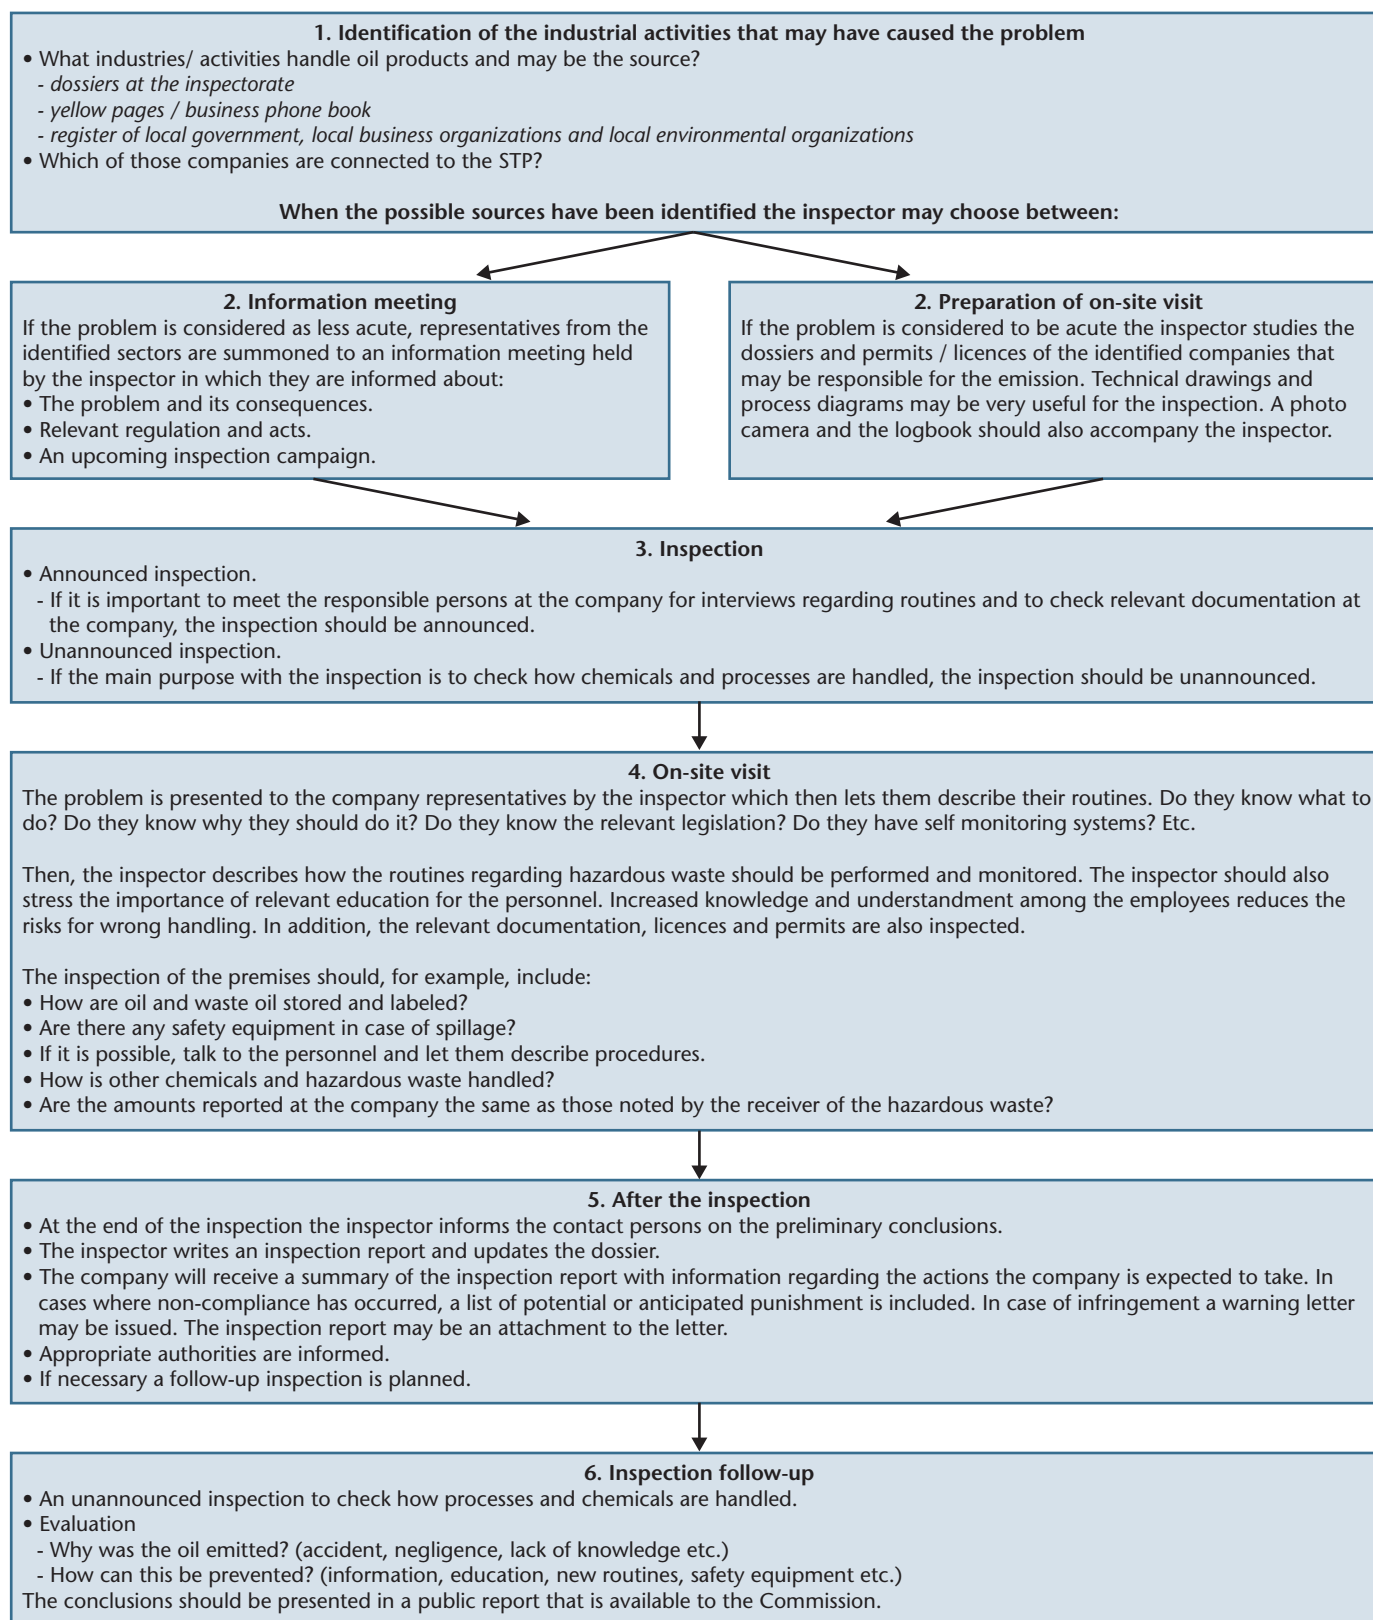 1. Identification of the industrial activities that may have caused the problem
• What industries/ activities handle oil products and may be the source?
- dossiers at the inspectorate
- yellow pages / business phone book
- register of local government, local business organizations and local environmental organizations
• Which of those companies are connected to the STP?
When the possible sources have been identified the inspector may choose between:
2. Information meeting
If the problem is considered as less acute, representatives from the
identified sectors are summoned to an information meeting held
by the inspector in which they are informed about:
• The problem and its consequences.
• Relevant regulation and acts.
• An upcoming inspection campaign.
2. Preparation of on-site visit
If the problem is considered to be acute the inspector studies the
dossiers and permits / licences of the identified companies that
may be responsible for the emission. Technical drawings and
process diagrams may be very useful for the inspection. A photo
camera and the logbook should also accompany the inspector.
3. Inspection
• Announced inspection.
- If it is important to meet the responsible persons at the company for interviews regarding routines and to check relevant documentation at
the company, the inspection should be announced.
• Unannounced inspection.
- If the main purpose with the inspection is to check how chemicals and processes are handled, the inspection should be unannounced.
4. On-site visit
The problem is presented to the company representatives by the inspector which then lets them describe their routines. Do they know what to
do? Do they know why they should do it? Do they know the relevant legislation? Do they have self monitoring systems? Etc.
Then, the inspector describes how the routines regarding hazardous waste should be performed and monitored. The inspector should also
stress the importance of relevant education for the personnel. Increased knowledge and understandment among the employees reduces the
risks for wrong handling. In addition, the relevant documentation, licences and permits are also inspected.
The inspection of the premises should, for example, include:
• How are oil and waste oil stored and labeled?
• Are there any safety equipment in case of spillage?
• If it is possible, talk to the personnel and let them describe procedures.
• How is other chemicals and hazardous waste handled?
• Are the amounts reported at the company the same as those noted by the receiver of the hazardous waste?
5. After the inspection
• At the end of the inspection the inspector informs the contact persons on the preliminary conclusions.
• The inspector writes an inspection report and updates the dossier.
• The company will receive a summary of the inspection report with information regarding the actions the company is expected to take. In
cases where non-compliance has occurred, a list of potential or anticipated punishment is included. In case of infringement a warning letter
may be issued. The inspection report may be an attachment to the letter.
• Appropriate authorities are informed.
• If necessary a follow-up inspection is planned.
6. Inspection follow-up
• An unannounced inspection to check how processes and chemicals are handled.
• Evaluation
- Why was the oil emitted? (accident, negligence, lack of knowledge etc.)
- How can this be prevented? (information, education, new routines, safety equipment etc.)
The conclusions should be presented in a public report that is available to the Commission.